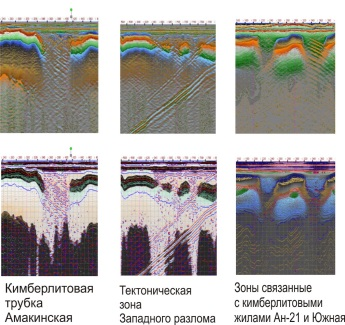 Кимберлитовая
трубка
Амакинская
Тектоническая
зона
Западного разлома
Зоны связанные
с кимберлитовыми
жилами Ан-21 и Южная